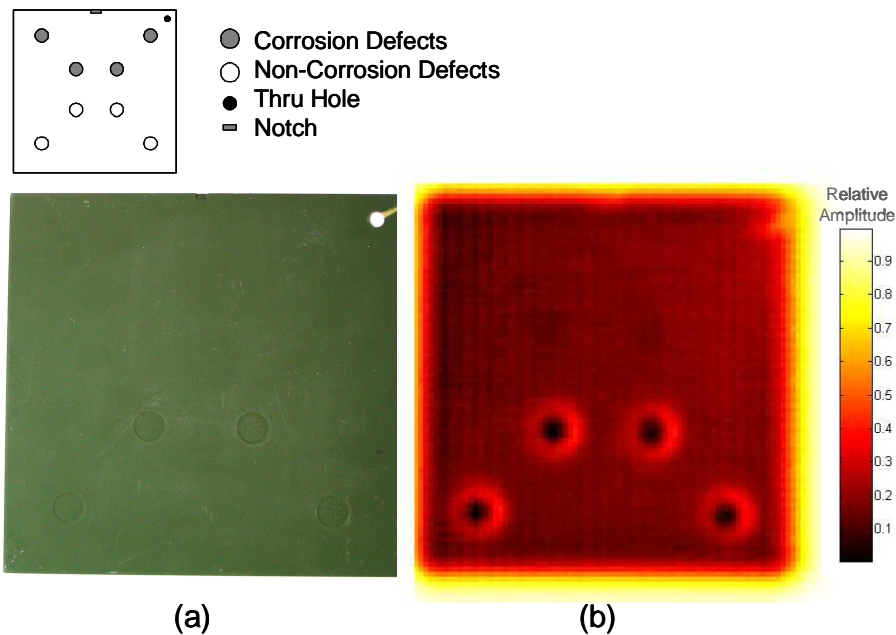 Corrosion Defects
Non-Corrosion Defects
Thru Hole
Notch
Relative
Amplitude
0.9
0.8
0.7
0.6
0.5
0.4
0.3
0.2
0.1
(a)
(b)